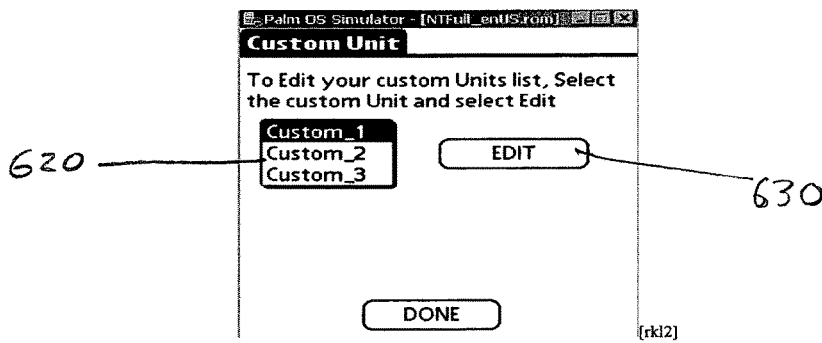 Palm OS Simulator - [NTFull_enUS.rom]
Custom Unit
To Edit your custom Units list, Select
the custom Unit and select Edit
Custom_1
Custom_2
Custom_3
EDIT
620
630
DONE
[rkl2]